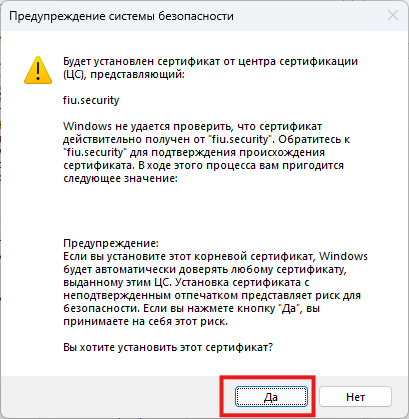 Предупреждение системы безопасности
Будет установлен сертификат от центра сертификации
(ЦС), представляющий:
fiu.security
Windows не удается проверить, что сертификат
действительно получен от "fiu.security". Обратитесь к
"fiu.security" для подтверждения происхождения
сертификата. В ходе этого процесса вам пригодится
следующее значение:
Предупреждение:
Если вы установите этот корневой сертификат, Windows
будет автоматически доверять любому сертификату,
выданному этим ЦС. Установка сертификата с
неподтвержденным отпечатком представляет риск для
безопасности. Если вы нажмете кнопку "Да", вы
принимаете на себя этот риск.
Вы хотите установить этот сертификат?
Да
Нет